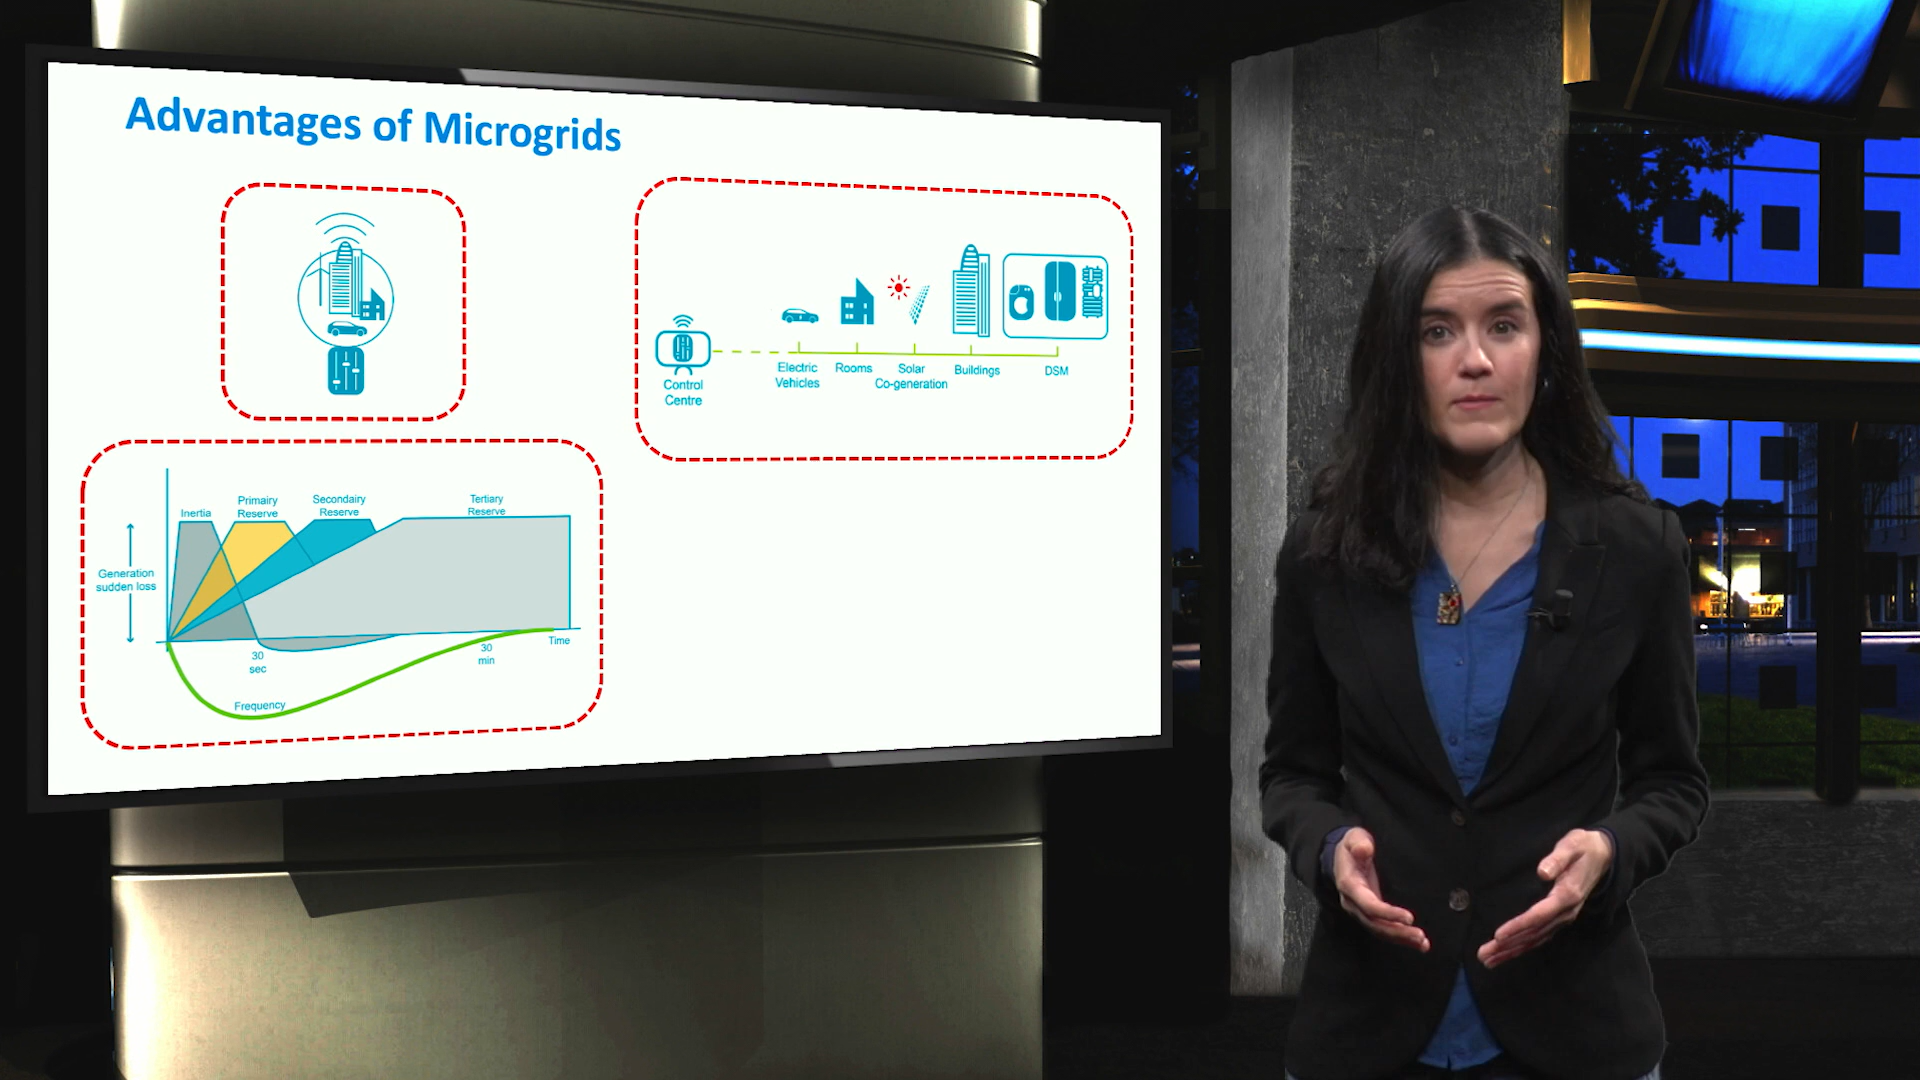 Advantages of Microgrids
Control
Centre
Electric
Vehicles
Rooms
Solar
Co-generation
Buildings
DSM
Inertia
Primairy
Reserve
Secondairy
Reserve
Tertiary
Reserve
Generation
sudden loss
30
sec
30
min
Time
Frequency